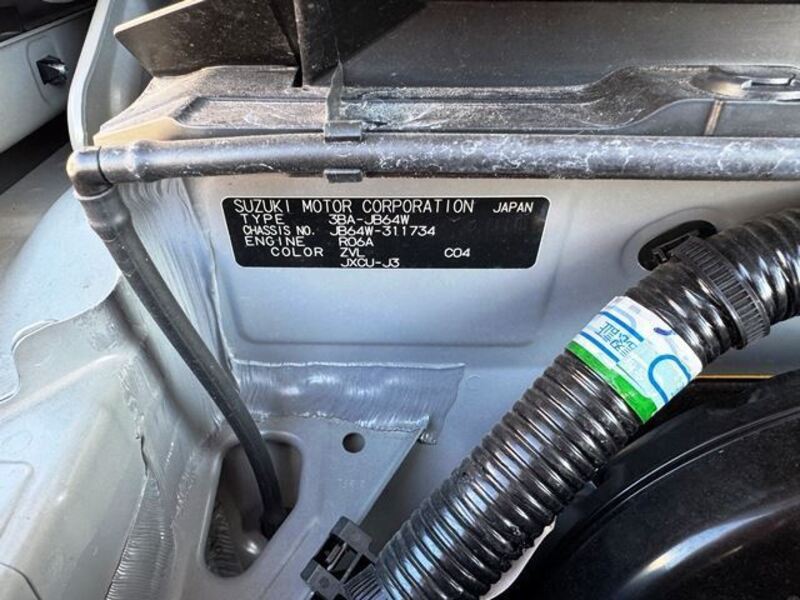 SUZUKI MOTOR CORPORATION JAPAN
TYPE 3BA-JB64W
CHASSIS NO. JB64W-311734
ENGINE R06A
COLOR ZVL C04
JXCU-J3